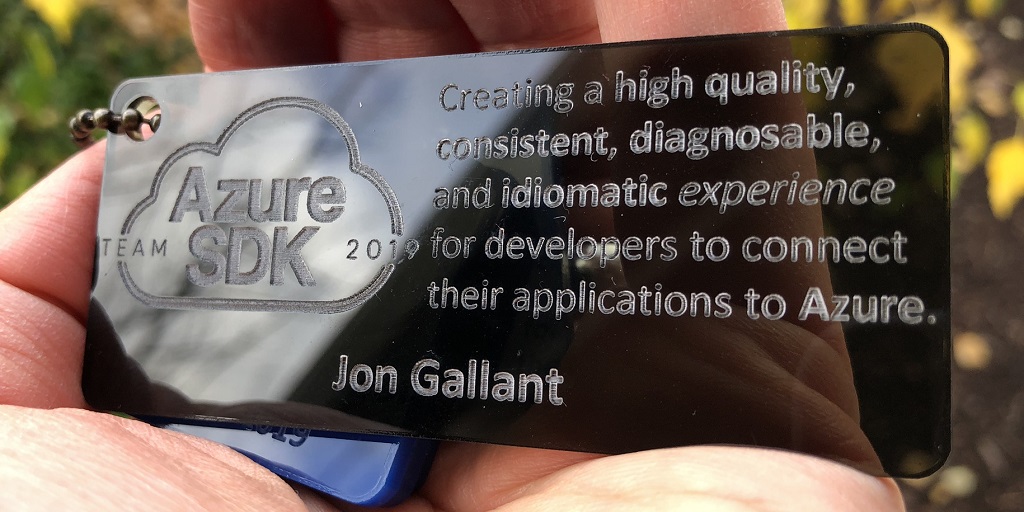 Azure
SDK
TEAM 2019
Creating a high quality,
consistent, diagnosable,
and idiomatic experience
for developers to connect
their applications to Azure.
Jon Gallant
2019